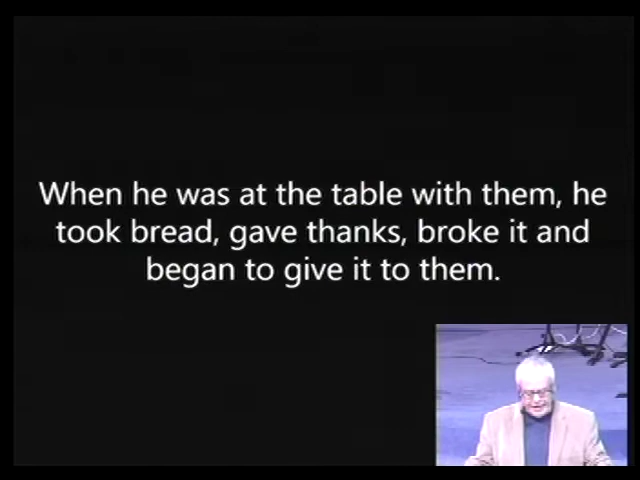 When he was at the table with them, he
took bread, gave thanks, broke it and
began to give it to them.